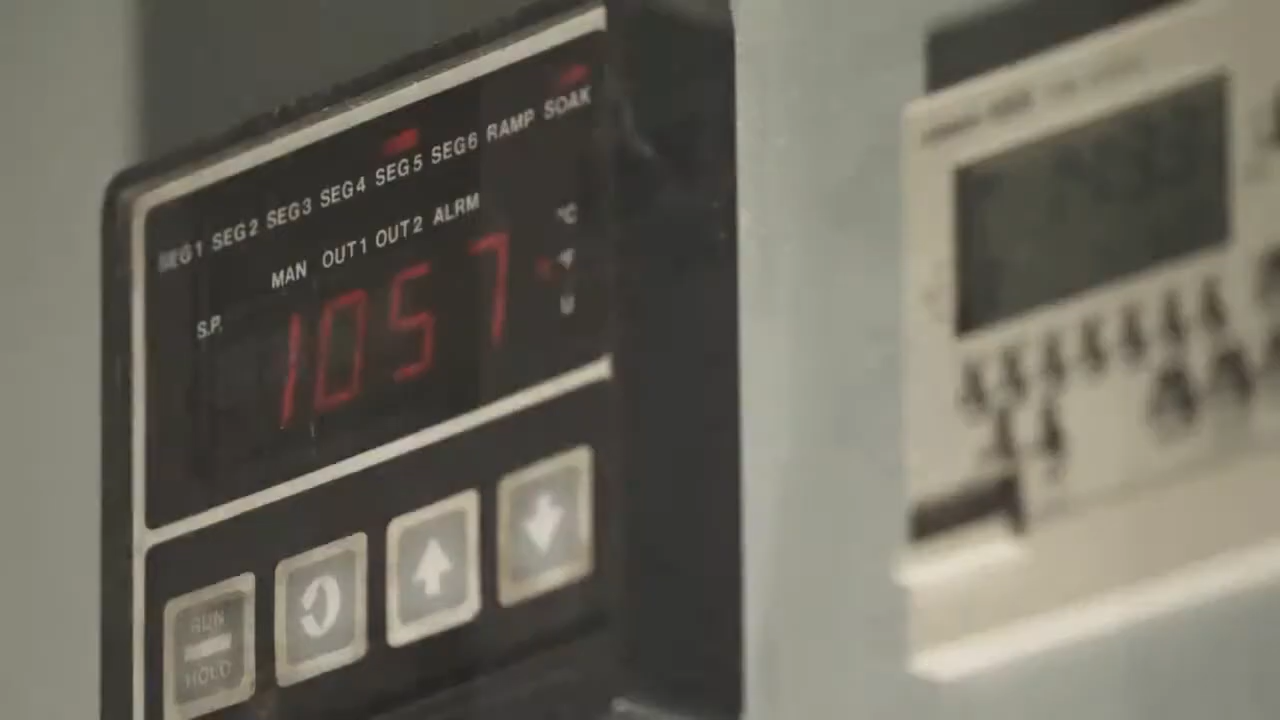 SEG1 SEG2 SEG3 SEG4 SEG5 SEG6 RAMP SOAK
MAN OUT1 OUT2 ALRM
°C
S.P. 1057
U
RUN
HOLD